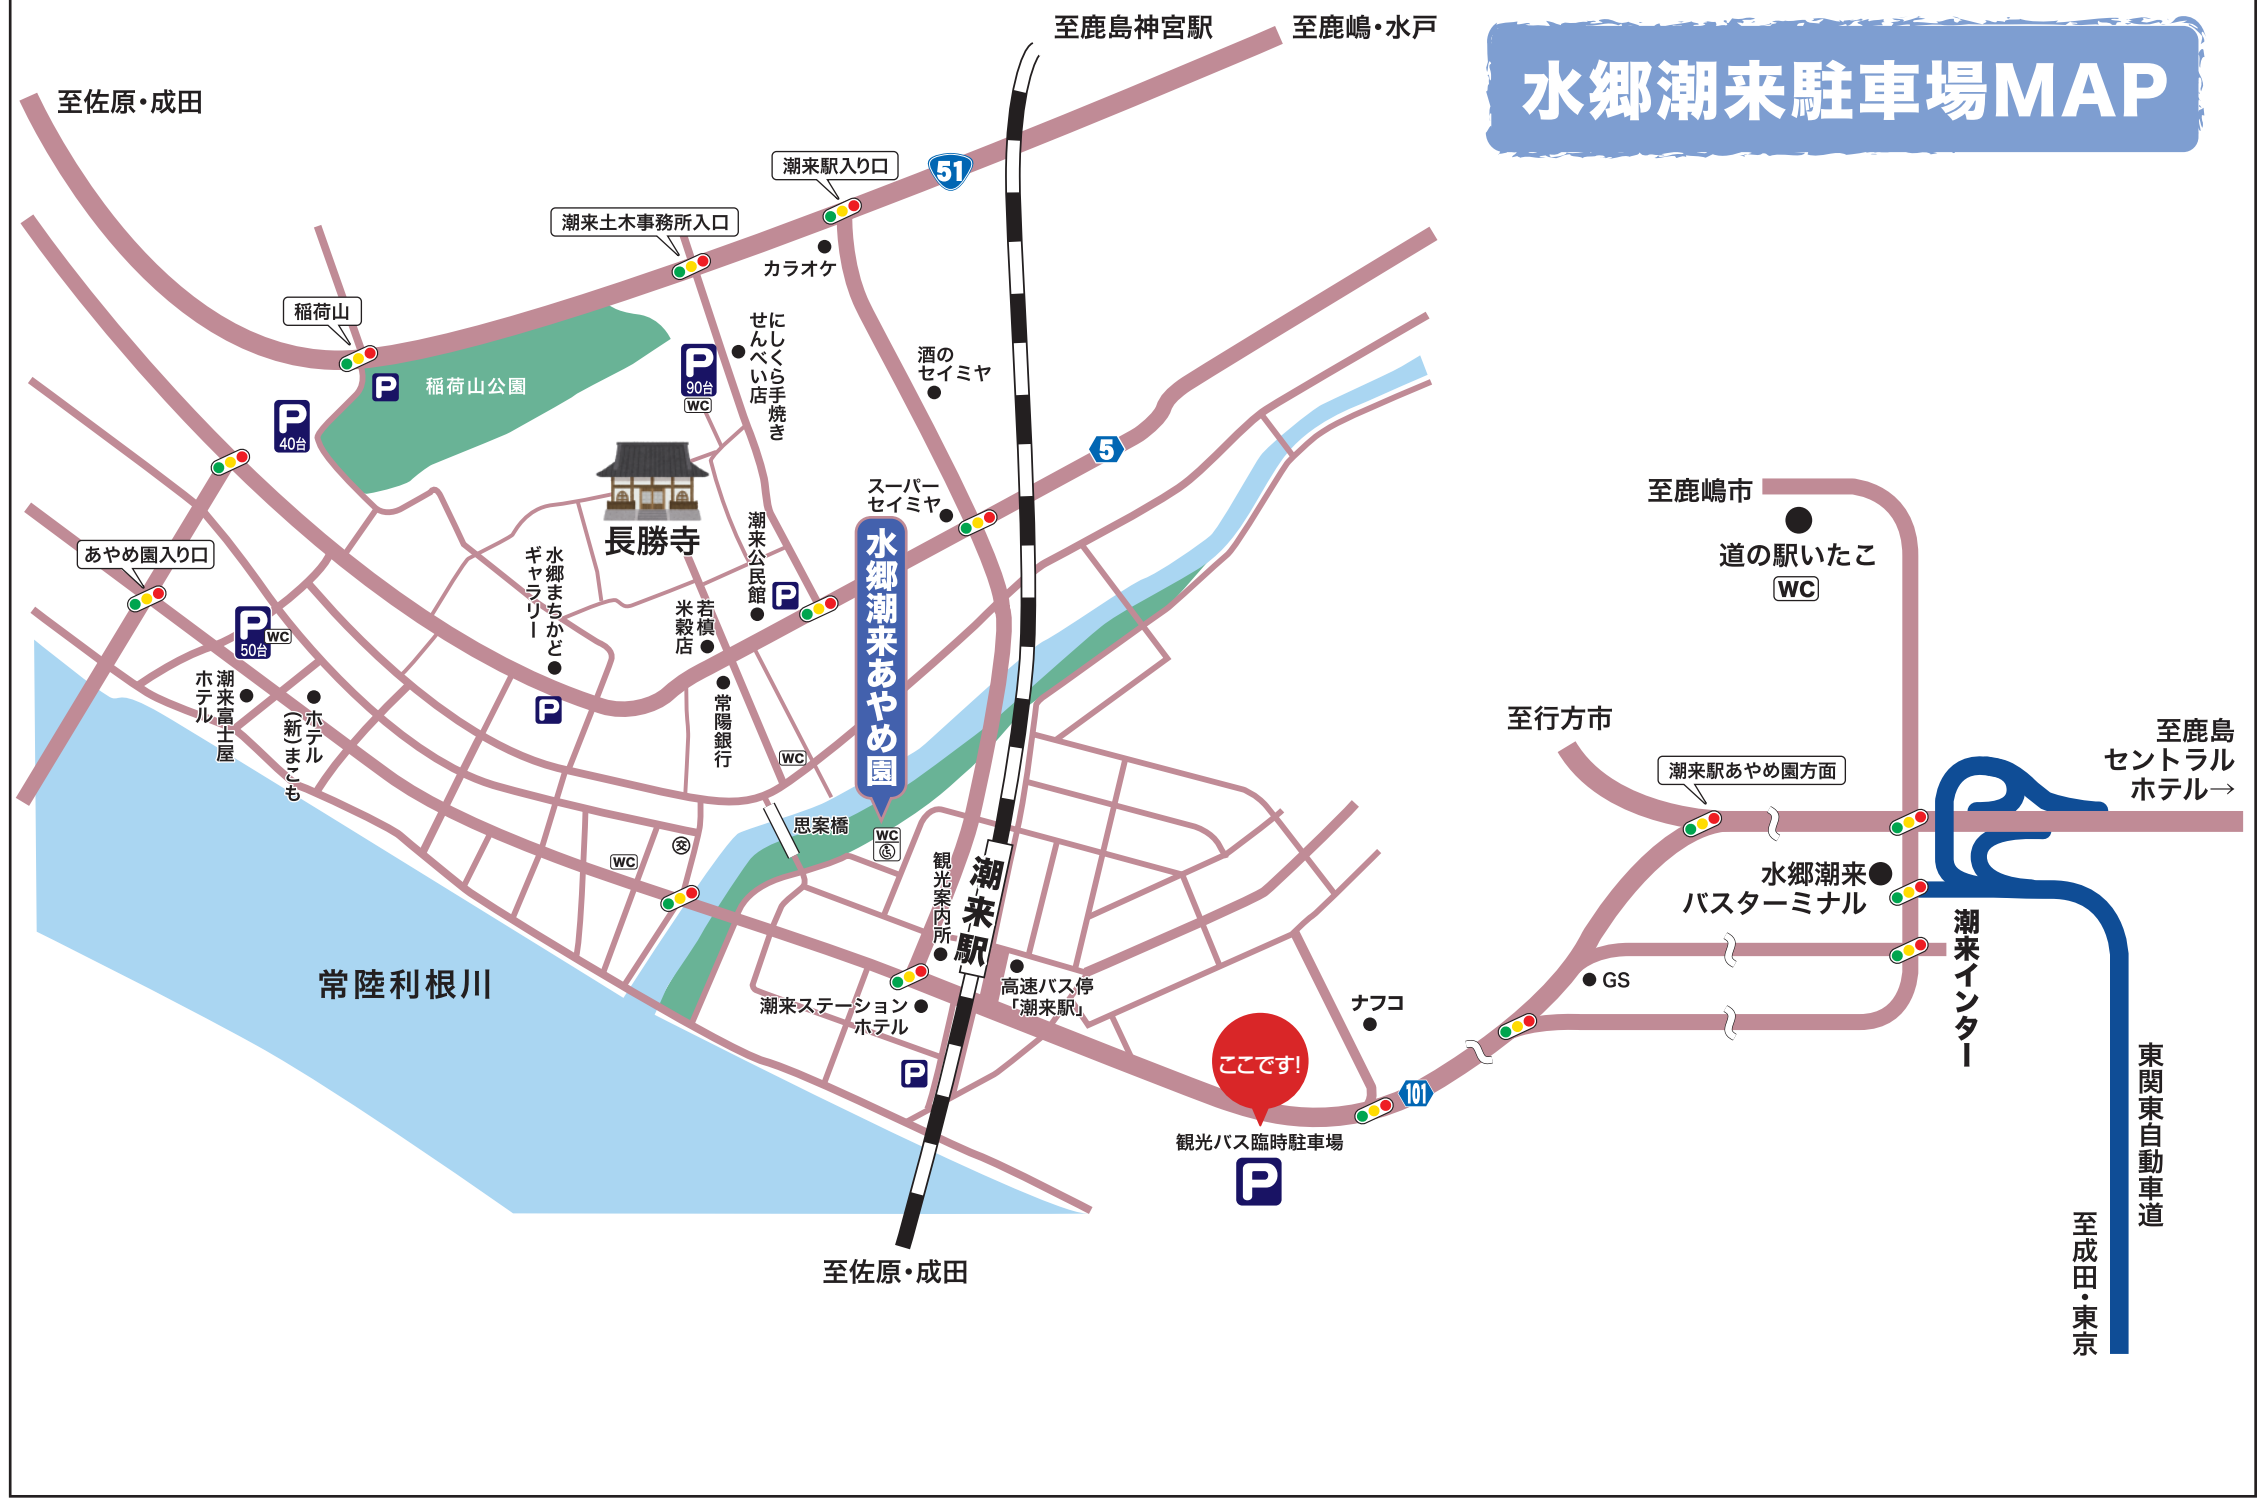 水郷潮来駐車場MAP
至鹿島神宮駅
至鹿嶋・水戸
至佐原・成田
潮来駅入り口
51
潮来土木事務所入口
カラオケ
稲荷山
稲荷山公園
P
P
40台
P
90台
WC
にしくら手焼き
せんべい店
酒の
セイミヤ
5
長勝寺
スーパー
セイミヤ
水郷潮来あやめ園
潮来公民館
P
あやめ園入り口
P
50台
WC
水郷まちかど
ギャラリー
P
若槙
米穀店
常陽銀行
WC
潮来富士屋
ホテル
ホテル
(新)まこも
思案橋
WC
交
WC
観光案内所
潮来駅
常陸利根川
潮来ステーション
ホテル
P
高速バス停
「潮来駅」
ここです!
観光バス臨時駐車場
P
ナフコ
101
至佐原・成田
至鹿嶋市
道の駅いたこ
WC
至行方市
潮来駅あやめ園方面
至鹿島
セントラル
ホテル→
水郷潮来
バスターミナル
潮来インター
GS
東関東自動車道
至成田・東京